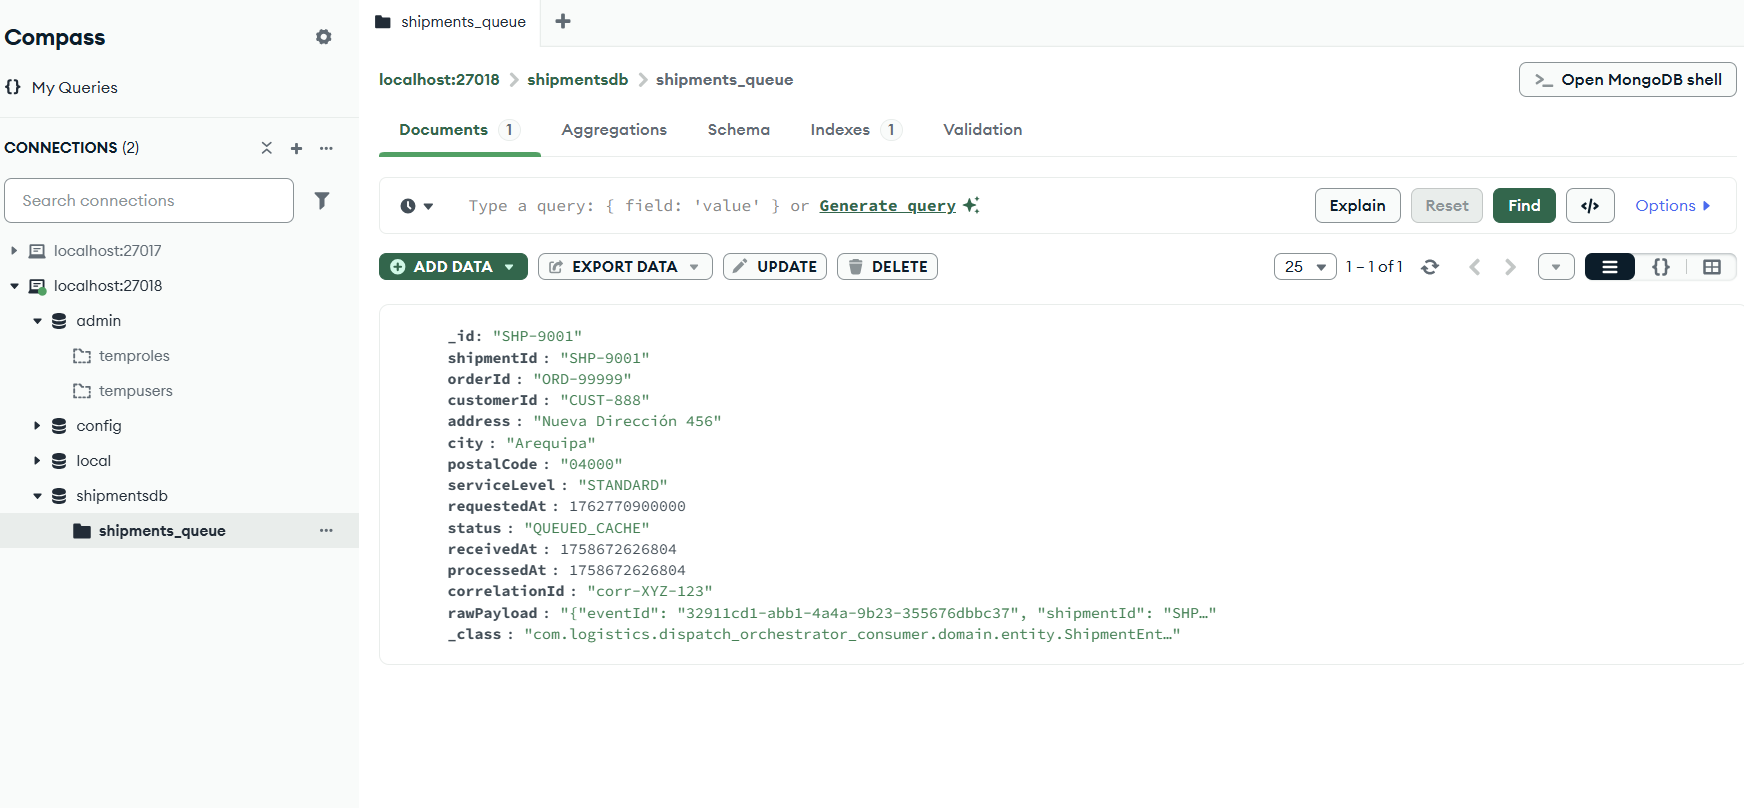 Compass
My Queries
CONNECTIONS (2)
Search connections
localhost:27017
localhost:27018
admin
temproles
tempusers
config
local
shipmentsdb
shipments_queue
shipments_queue
localhost:27018 > shipmentsdb > shipments_queue
>_ Open MongoDB shell
Documents 1 Aggregations Schema Indexes 1 Validation
Type a query: { field: 'value' } or Generate query
Explain Reset Find </> Options
ADD DATA EXPORT DATA UPDATE DELETE
25 1 – 1 of 1 {}
_id: "SHP-9001"
shipmentId : "SHP-9001"
orderId : "ORD-99999"
customerId : "CUST-888"
address : "Nueva Dirección 456"
city : "Arequipa"
postalCode : "04000"
serviceLevel : "STANDARD"
requestedAt : 1762770900000
status : "QUEUED_CACHE"
receivedAt : 1758672626804
processedAt : 1758672626804
correlationId : "corr-XYZ-123"
rawPayload : "{"eventId": "32911cd1-abb1-4a4a-9b23-355676dbbc37", "shipmentId": "SHP…"
_class : "com.logistics.dispatch_orchestrator_consumer.domain.entity.ShipmentEnt…"